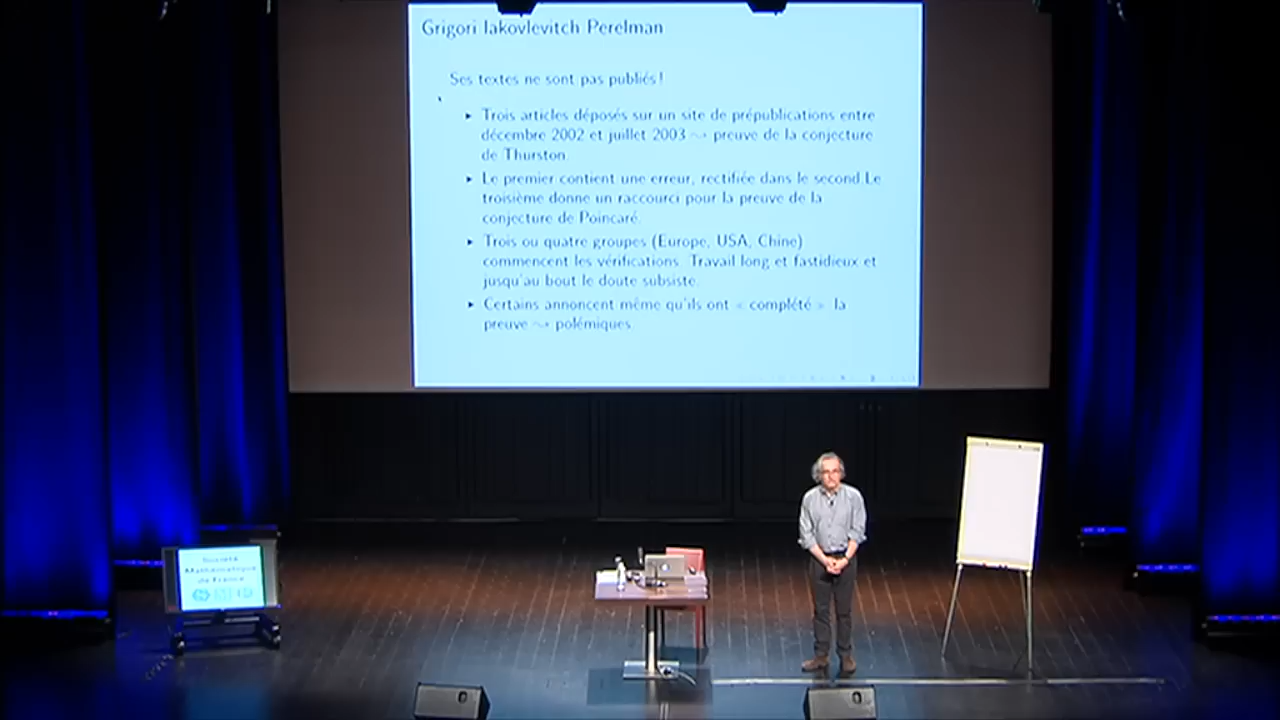 Grigori Iakovlevitch Perelman
Ses textes ne sont pas publiés !
▸ Trois articles déposés sur un site de prépublications entre
décembre 2002 et juillet 2003 ⇝ preuve de la conjecture
de Thurston.
▸ Le premier contient une erreur, rectifiée dans le second.Le
troisième donne un raccourci pour la preuve de la
conjecture de Poincaré.
▸ Trois ou quatre groupes (Europe, USA, Chine)
commencent les vérifications. Travail long et fastidieux et
jusqu'au bout le doute subsiste.
▸ Certains annoncent même qu'ils ont « complété » la
preuve ⇝ polémiques.
Société
Mathématique
de France